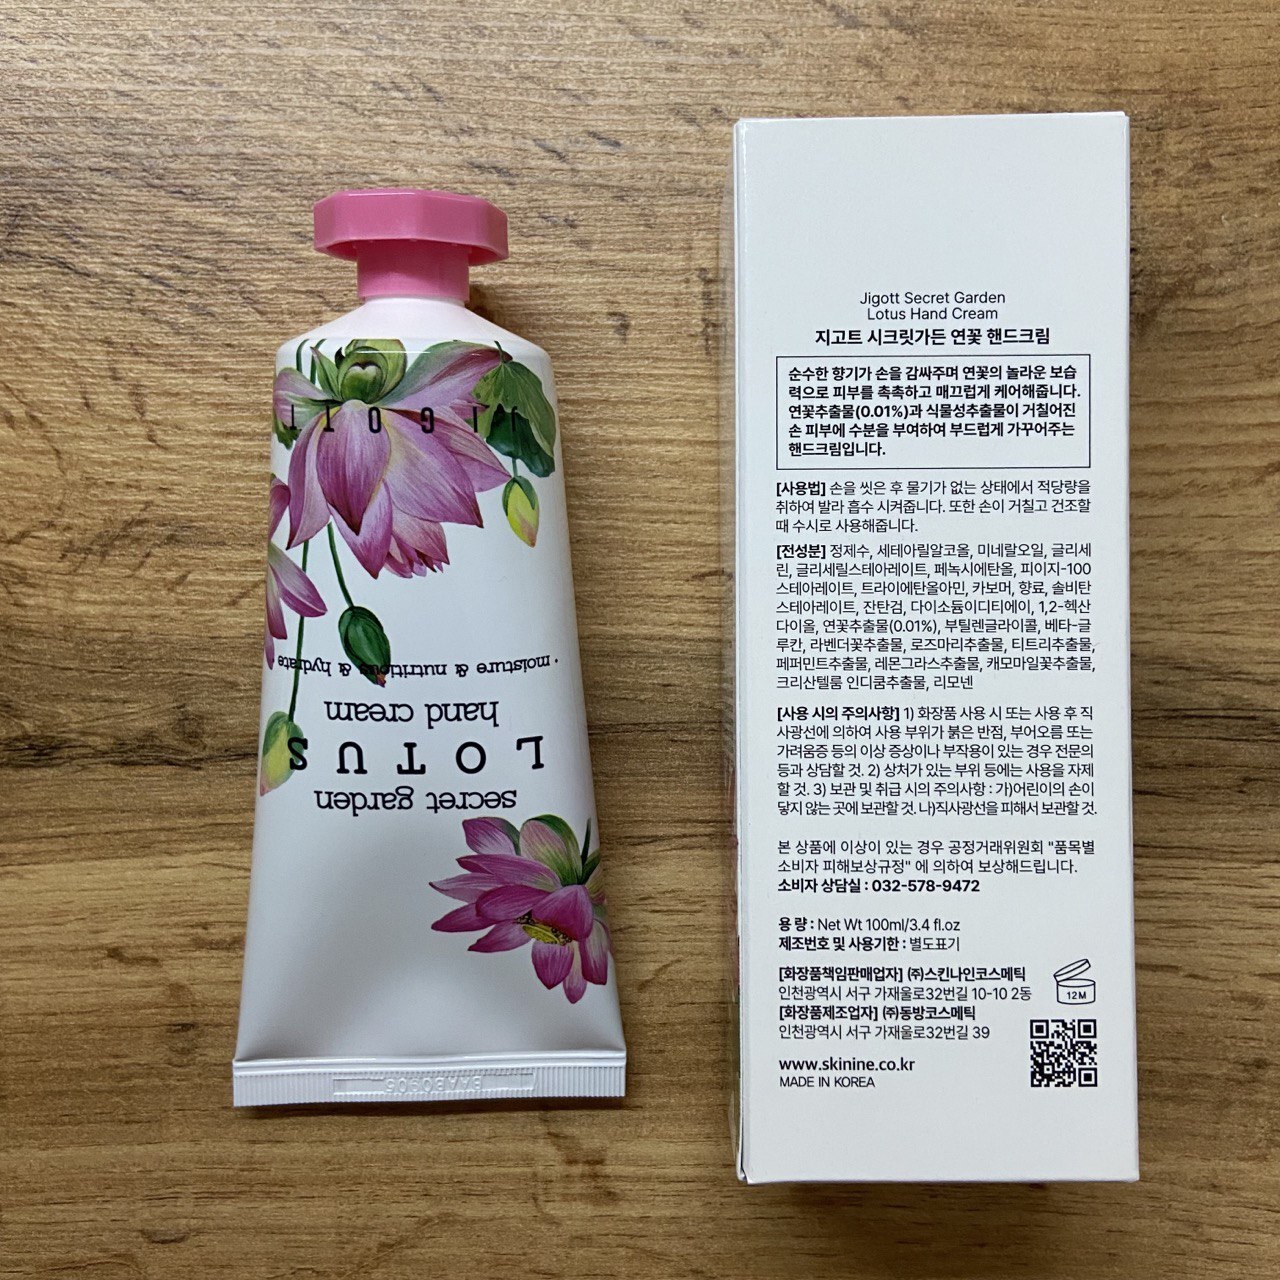 JIGOTT
· moisture & nutritious & hydrate ·
hand cream
LOTUS
secret garden
BAAB0905
Jigott Secret Garden
Lotus Hand Cream
지고트 시크릿가든 연꽃 핸드크림
순수한 향기가 손을 감싸주며 연꽃의 놀라운 보습
력으로 피부를 촉촉하고 매끄럽게 케어해줍니다.
연꽃추출물(0.01%)과 식물성추출물이 거칠어진
손 피부에 수분을 부여하여 부드럽게 가꾸어주는
핸드크림입니다.
[사용법] 손을 씻은 후 물기가 없는 상태에서 적당량을
취하여 발라 흡수 시켜줍니다. 또한 손이 거칠고 건조할
때 수시로 사용해줍니다.
[전성분] 정제수, 세테아릴알코올, 미네랄오일, 글리세
린, 글리세릴스테아레이트, 페녹시에탄올, 피이지-100
스테아레이트, 트라이에탄올아민, 카보머, 향료, 솔비탄
스테아레이트, 잔탄검, 다이소듐이디티에이, 1,2-헥산
다이올, 연꽃추출물(0.01%), 부틸렌글라이콜, 베타-글
루칸, 라벤더꽃추출물, 로즈마리추출물, 티트리추출물,
페퍼민트추출물, 레몬그라스추출물, 캐모마일꽃추출물,
크리산텔룸 인디쿰추출물, 리모넨
[사용 시의 주의사항] 1) 화장품 사용 시 또는 사용 후 직
사광선에 의하여 사용 부위가 붉은 반점, 부어오름 또는
가려움증 등의 이상 증상이나 부작용이 있는 경우 전문의
등과 상담할 것. 2) 상처가 있는 부위 등에는 사용을 자제
할 것. 3) 보관 및 취급 시의 주의사항 : 가)어린이의 손이
닿지 않는 곳에 보관할 것. 나)직사광선을 피해서 보관할 것.
본 상품에 이상이 있는 경우 공정거래위원회 "품목별
소비자 피해보상규정" 에 의하여 보상해드립니다.
소비자 상담실 : 032-578-9472
용 량 : Net Wt 100ml/3.4 fl.oz
제조번호 및 사용기한 : 별도표기
[화장품책임판매업자] ㈜스킨나인코스메틱
인천광역시 서구 가재울로32번길 10-10 2동
[화장품제조업자] ㈜동방코스메틱
인천광역시 서구 가재울로32번길 39
12M
www.skinine.co.kr
MADE IN KOREA